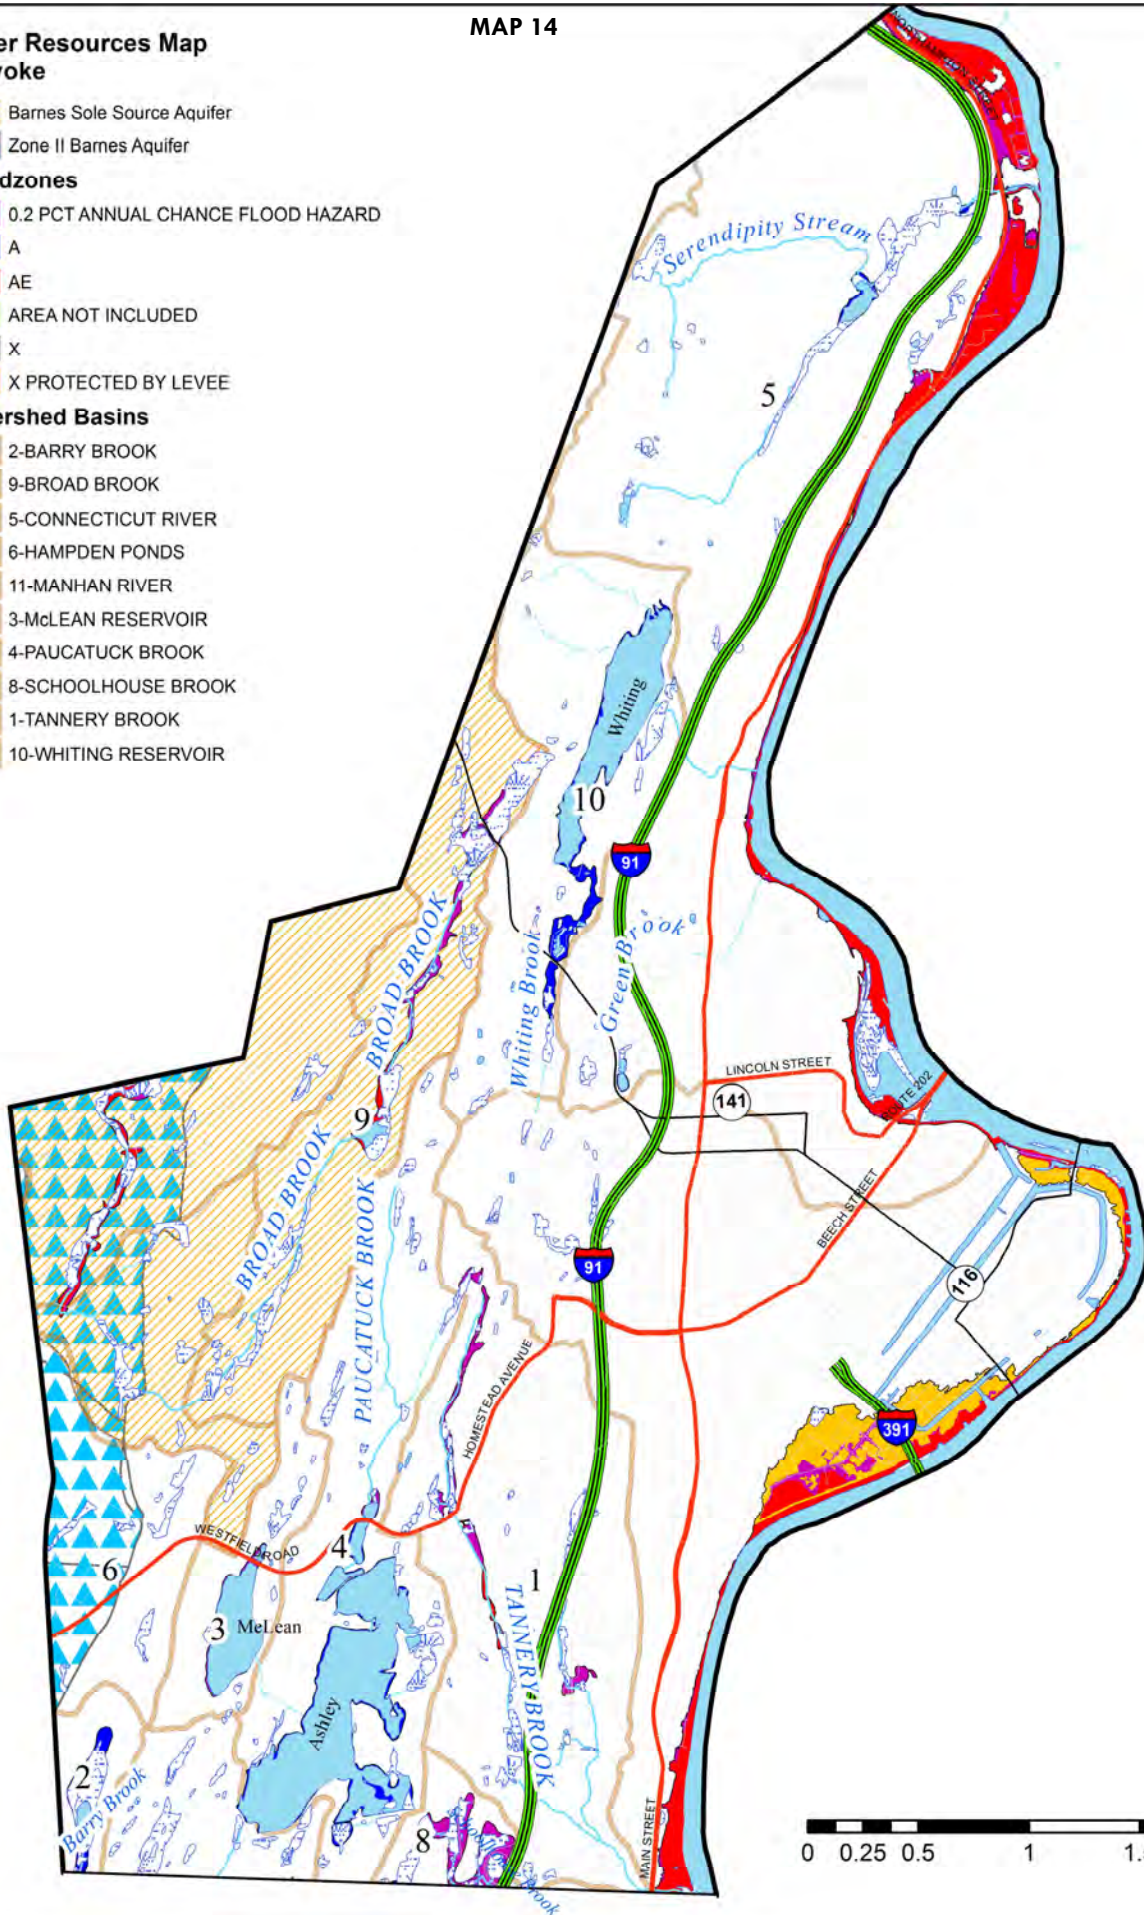 MAP 14
er Resources Map
yoke
Barnes Sole Source Aquifer
Zone II Barnes Aquifer
dzones
0.2 PCT ANNUAL CHANCE FLOOD HAZARD
A
AE
AREA NOT INCLUDED
X
X PROTECTED BY LEVEE
ershed Basins
2-BARRY BROOK
9-BROAD BROOK
5-CONNECTICUT RIVER
6-HAMPDEN PONDS
11-MANHAN RIVER
3-McLEAN RESERVOIR
4-PAUCATUCK BROOK
8-SCHOOLHOUSE BROOK
1-TANNERY BROOK
10-WHITING RESERVOIR
NORTHAMPTON STREET
Serendipity Stream
5
Whiting
10
91
BROAD BROOK
Whiting Brook
Green Brook
LINCOLN STREET
ROUTE 202
141
9
BROAD BROOK
PAUCATUCK BROOK
BEECH STREET
91
116
HOMESTEAD AVENUE
391
WESTFIELD ROAD
4
6
1
3
McLean
TANNERY BROOK
Ashley
2
Barry Brook
8
Brook
MAIN STREET
0 0.25 0.5 1 1.